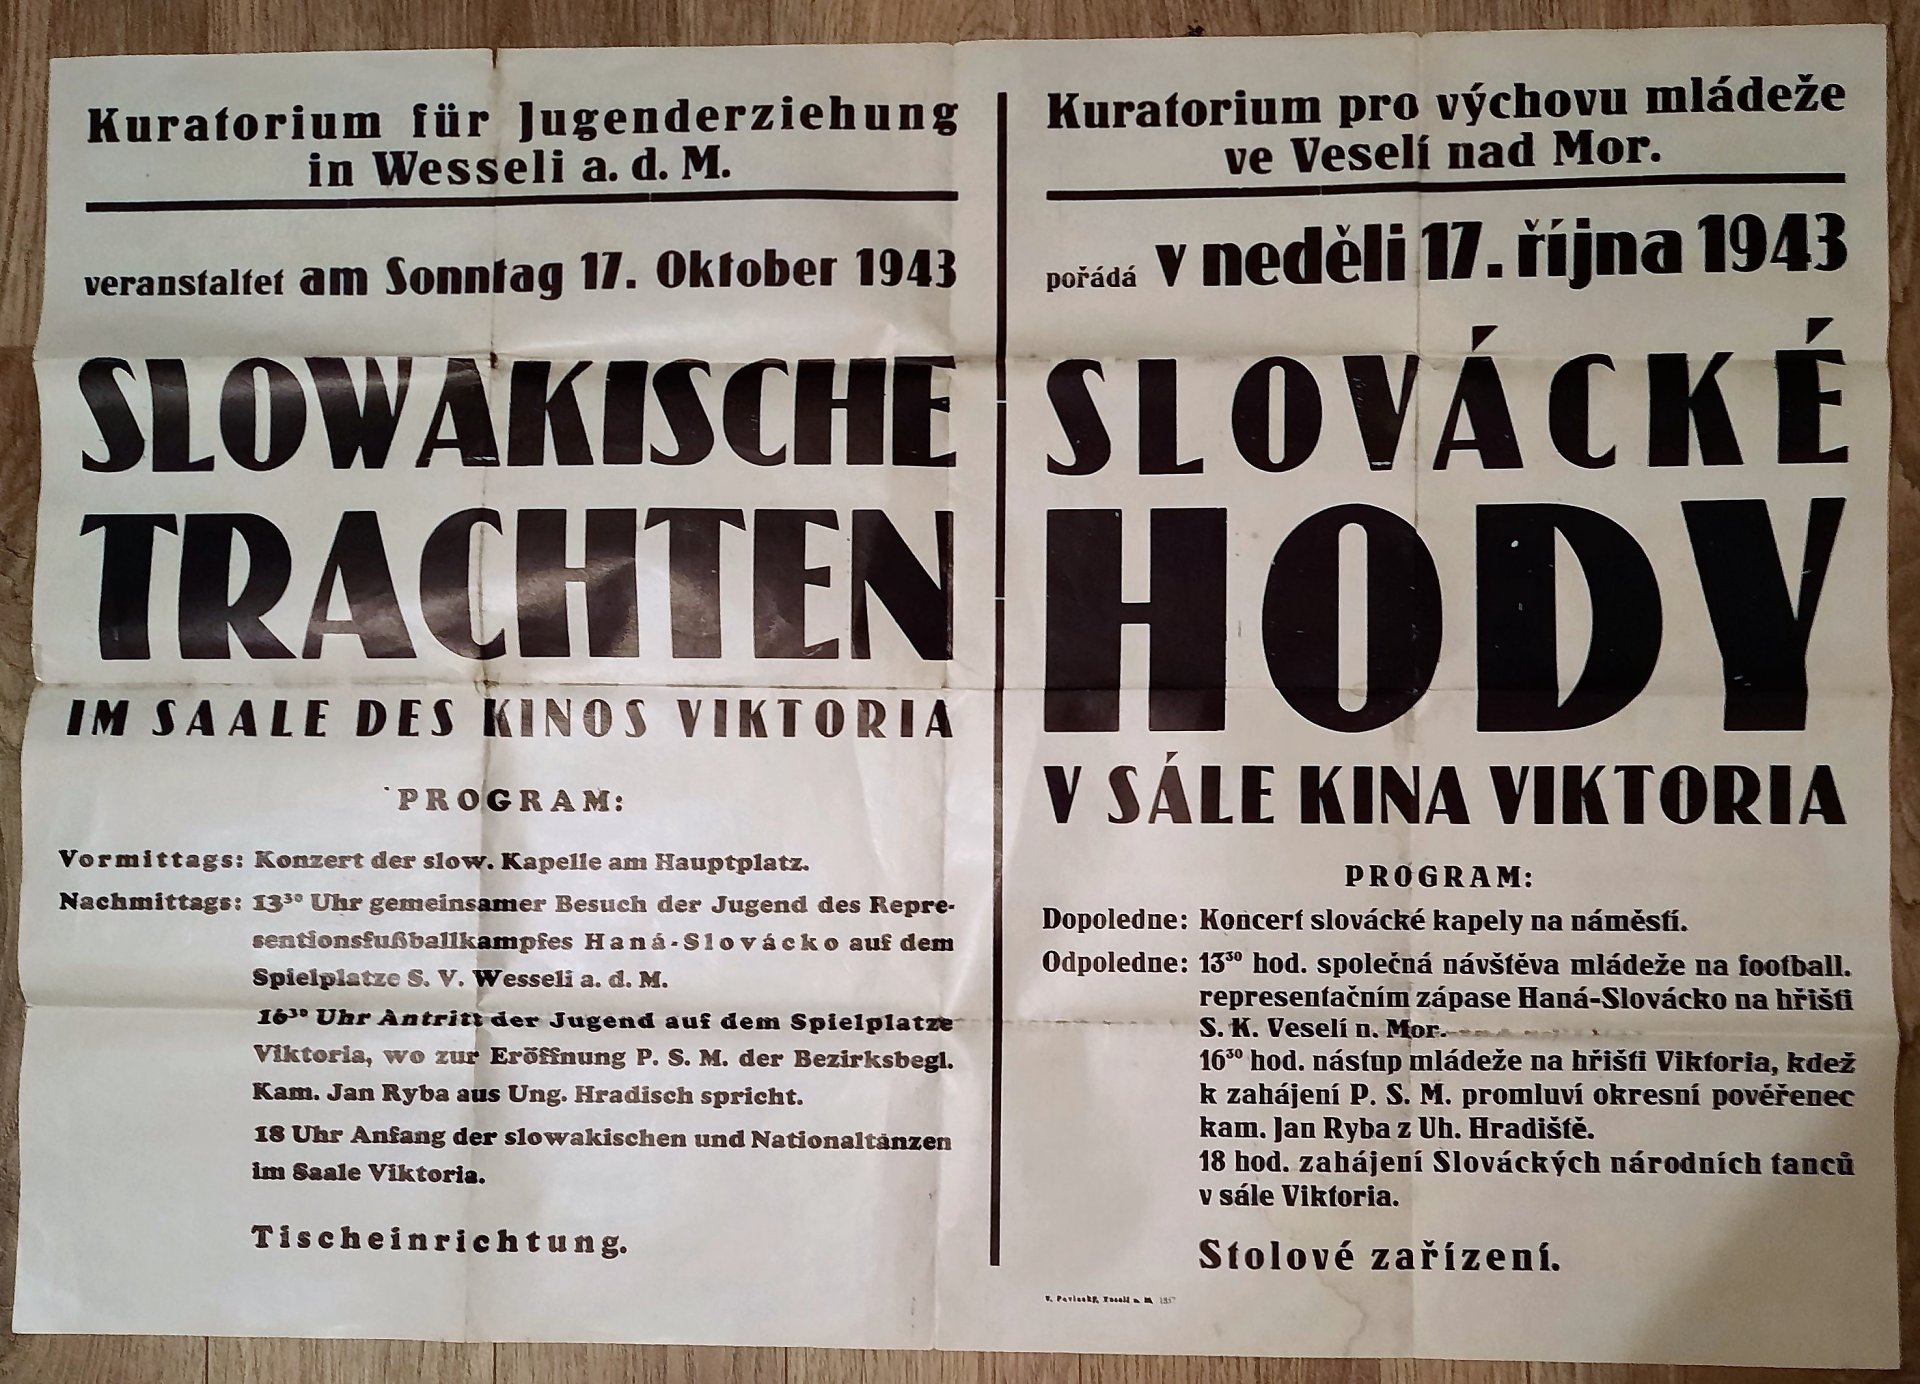 Kuratorium für Jugenderziehung
in Wesseli a. d. M.
veranstaltet am Sonntag 17. Oktober 1943
SLOWAKISCHE
TRACHTEN
IM SAALE DES KINOS VIKTORIA
PROGRAM:
Vormittags: Konzert der slow. Kapelle am Hauptplatz.
Nachmittags: 13³⁰ Uhr gemeinsamer Besuch der Jugend des Repre-
sentionsfußballkampfes Haná-Slovácko auf dem
Spielplatze S. V. Wesseli a. d. M.
16³⁰ Uhr Antritt der Jugend auf dem Spielplatze
Viktoria, wo zur Eröffnung P. S. M. der Bezirksbegl.
Kam. Jan Ryba aus Ung. Hradisch spricht.
18 Uhr Anfang der slowakischen und Nationaltänzen
im Saale Viktoria.
Tischeinrichtung.
Kuratorium pro výchovu mládeže
ve Veselí nad Mor.
pořádá v neděli 17. října 1943
SLOVÁCKÉ
HODY
V SÁLE KINA VIKTORIA
PROGRAM:
Dopoledne: Koncert slovácké kapely na náměstí.
Odpoledne: 13³⁰ hod. společná návštěva mládeže na football.
representačním zápase Haná-Slovácko na hřišti
S. K. Veselí n. Mor.
16³⁰ hod. nástup mládeže na hřišti Viktoria, kdež
k zahájení P. S. M. promluví okresní pověřenec
kam. Jan Ryba z Uh. Hradiště.
18 hod. zahájení Slováckých národních tanců
v sále Viktoria.
Stolové zařízení.